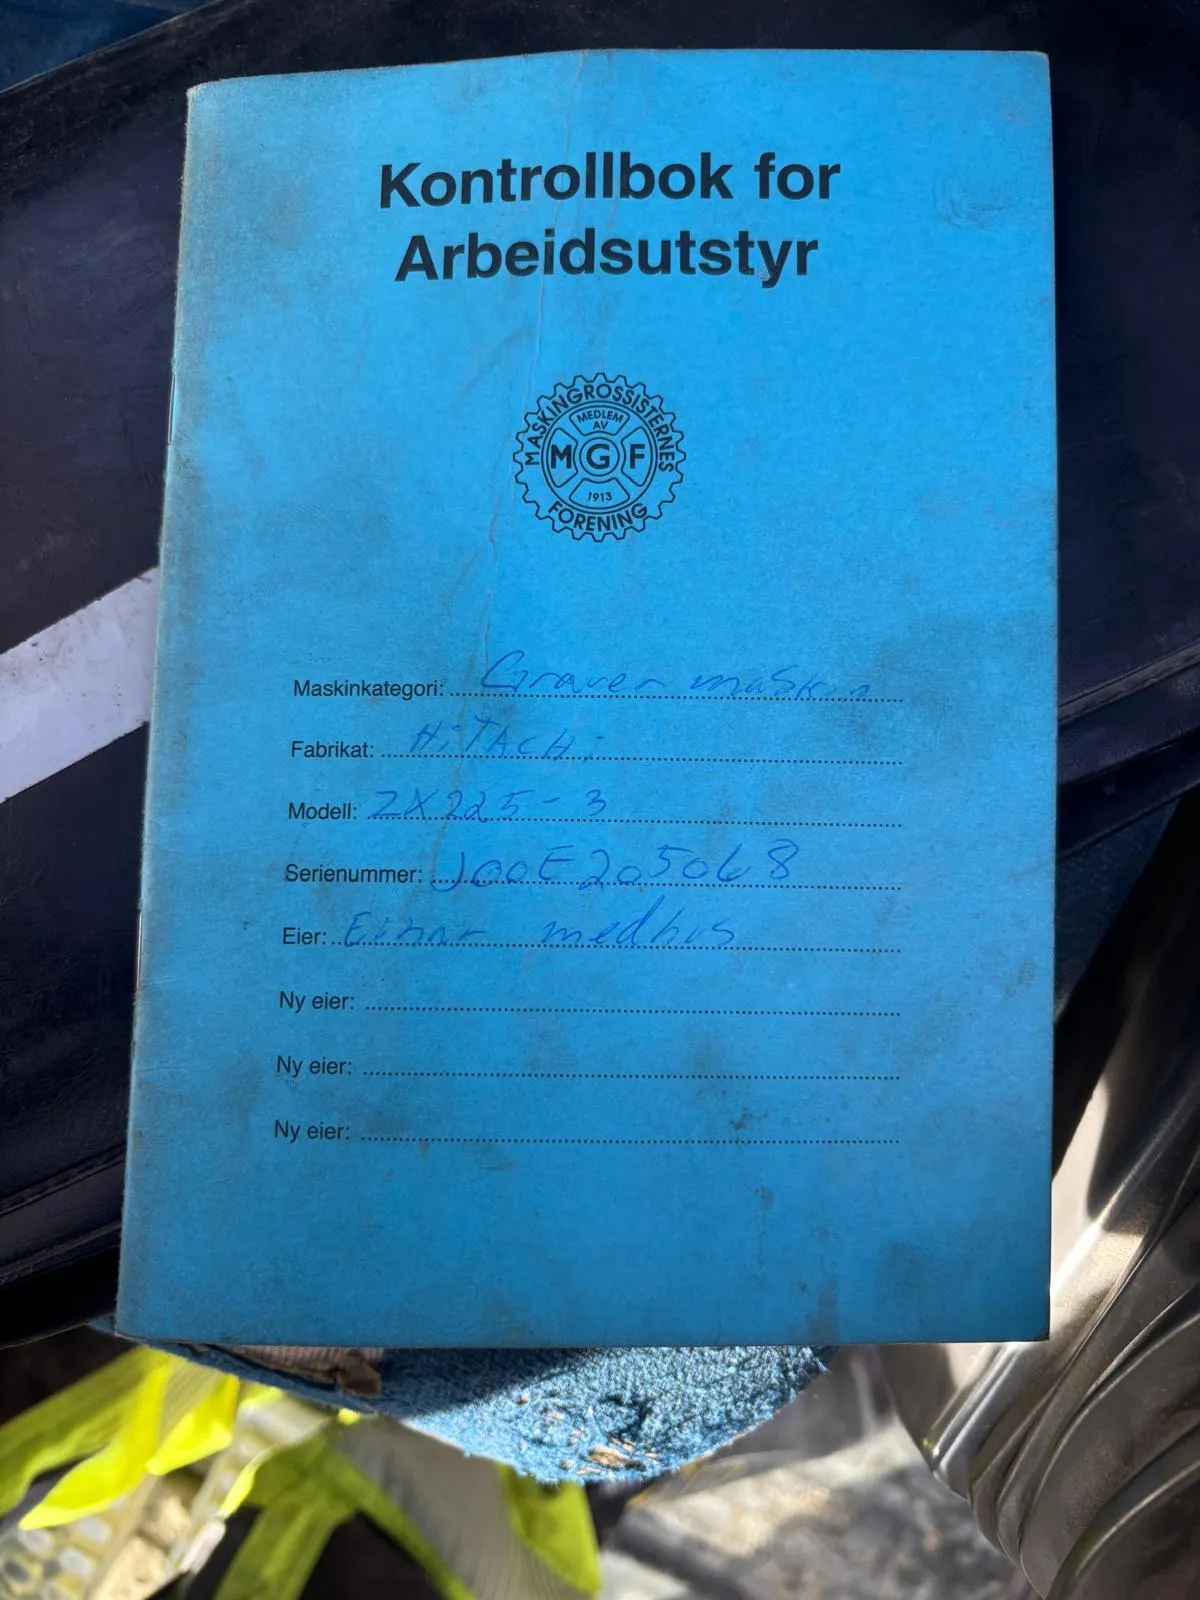 Kontrollbok for
Arbeidsutstyr
MASKINGROSSISTERNES
MEDLEM
AV
M G F
1913
FORENING
Maskinkategori: Graver maskin
Fabrikat: HiTACHi
Modell: ZX225-3
Serienummer: J00E205068
Eier: Einar medhus
Ny eier:
Ny eier:
Ny eier: